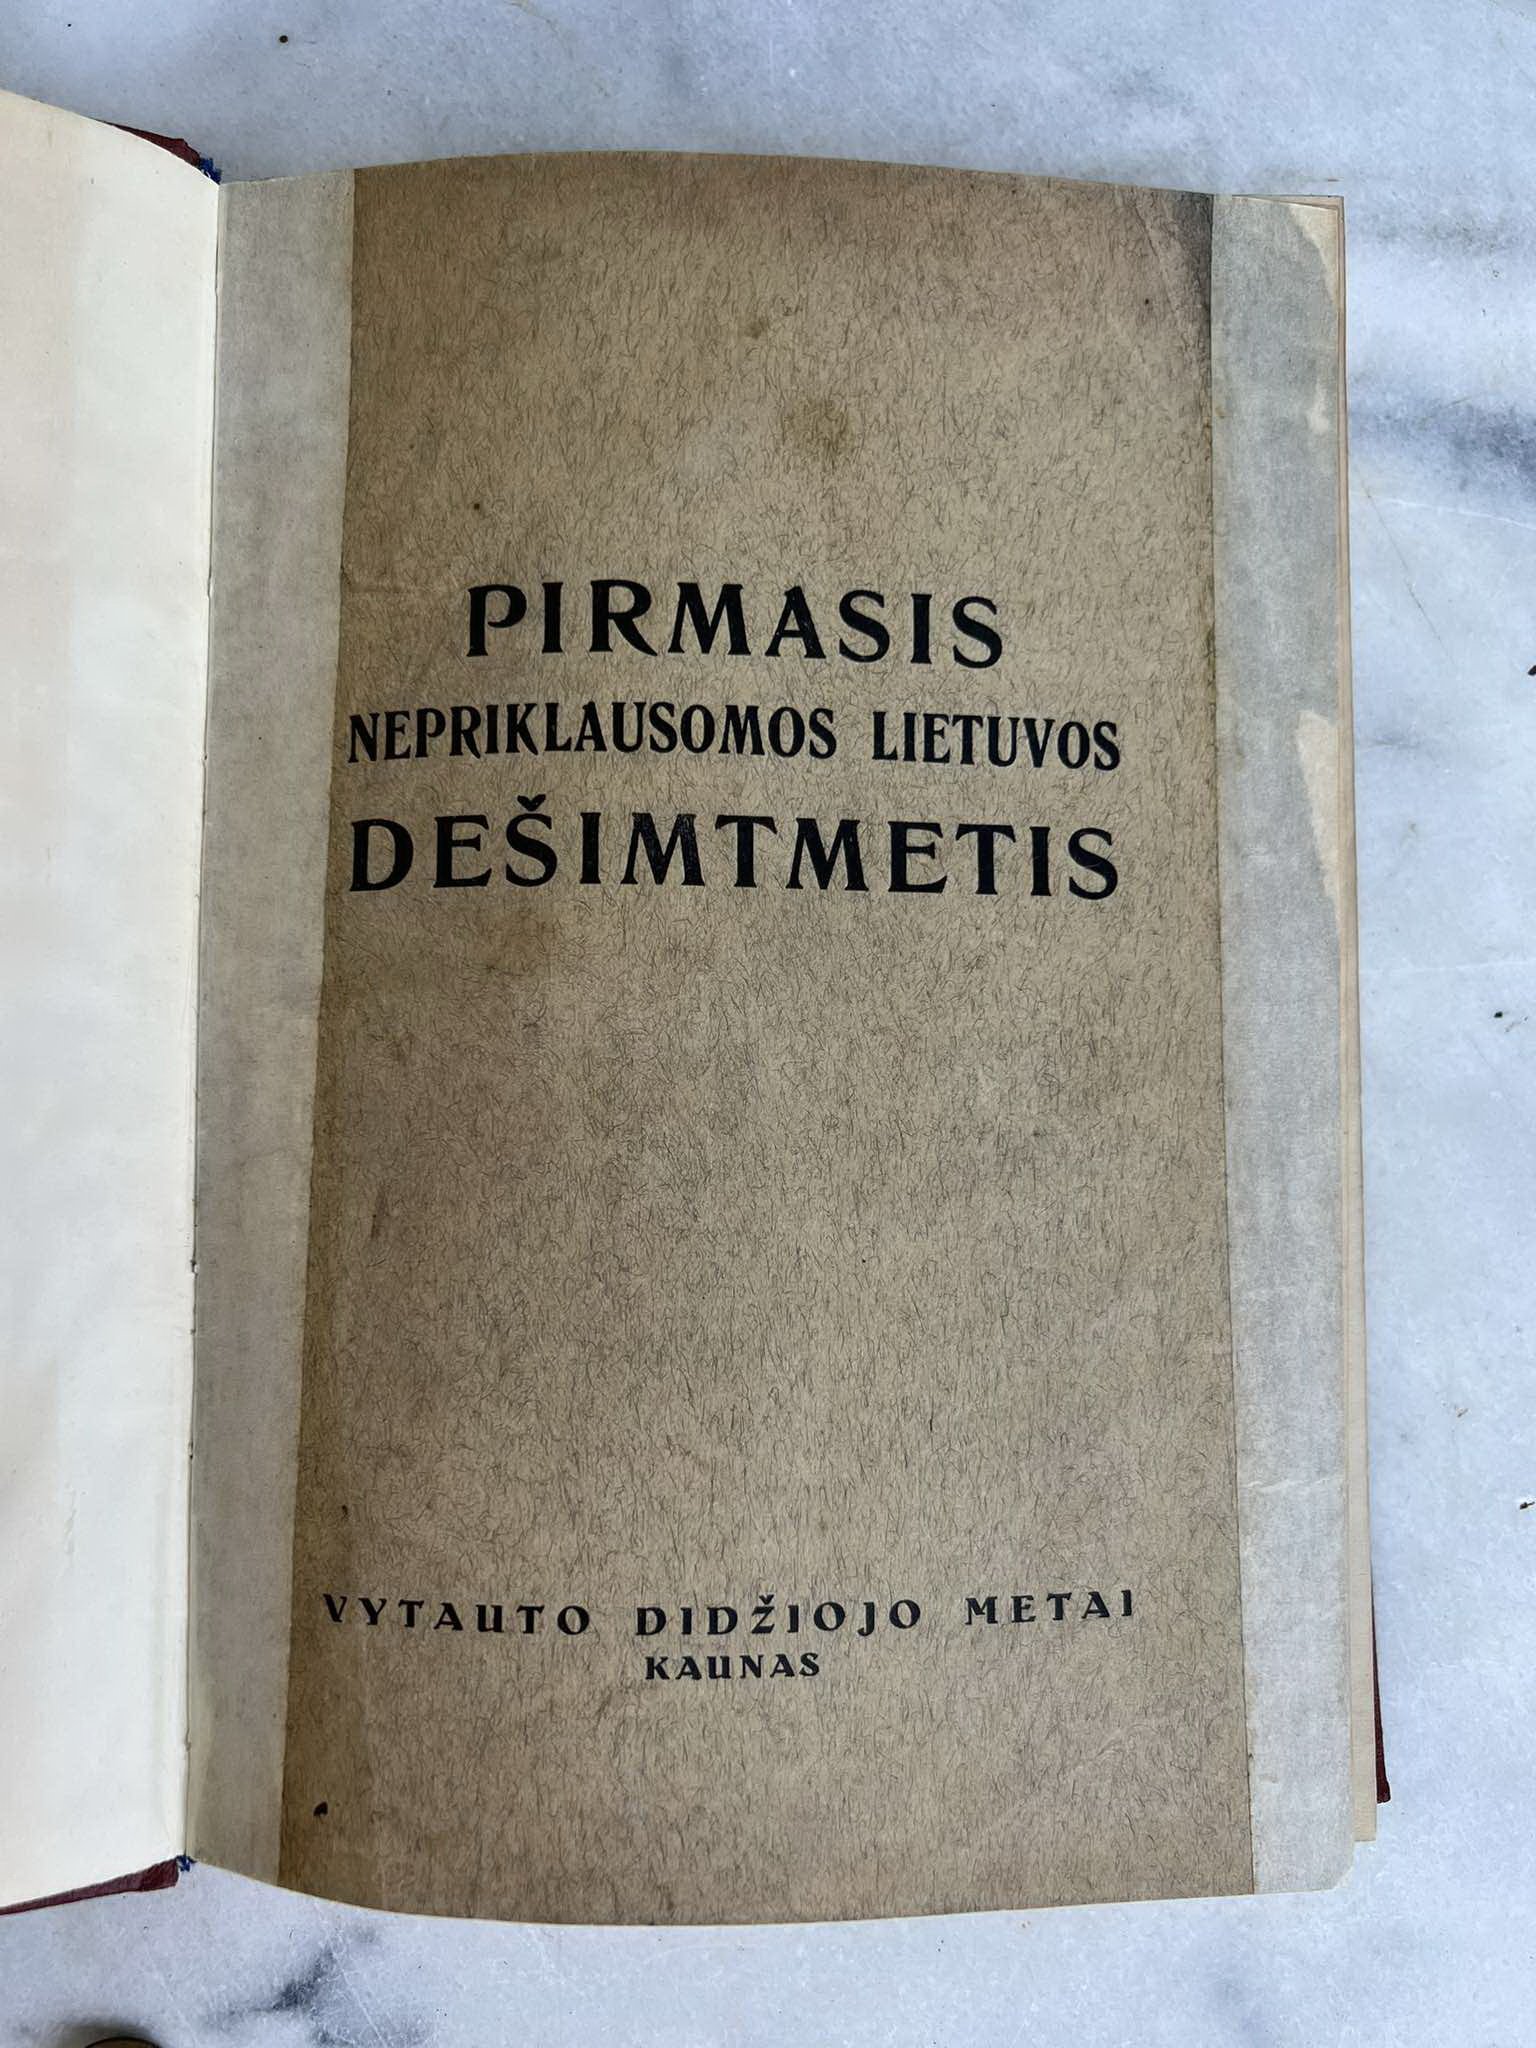 PIRMASIS
NEPRIKLAUSOMOS LIETUVOS
DEŠIMTMETIS
VYTAUTO DIDŽIOJO METAI
KAUNAS